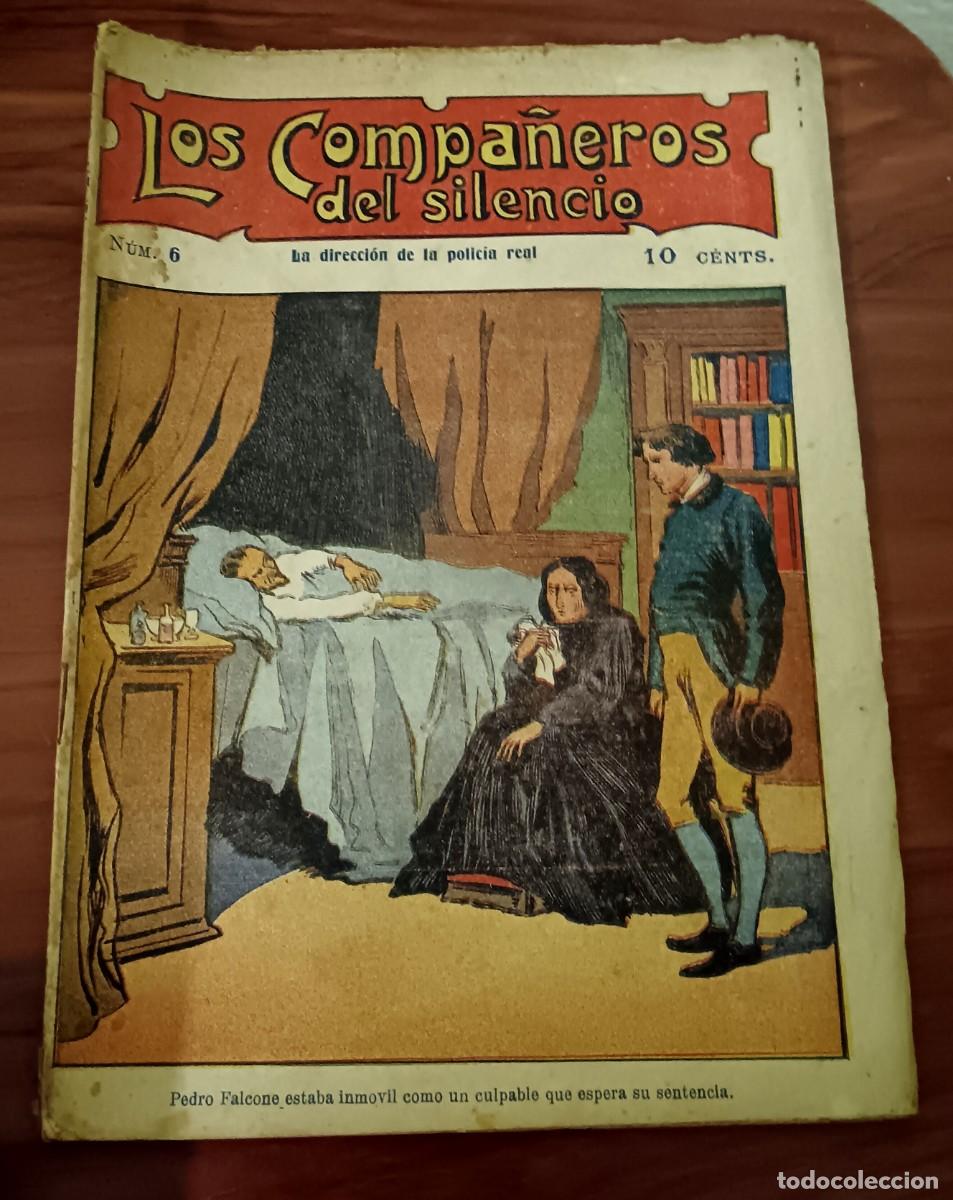 Los Compañeros
del silencio
NÚM. 6
La dirección de la policía real
10 CÉNTS.
Pedro Falcone estaba inmovil como un culpable que espera su sentencia.
todocoleccion